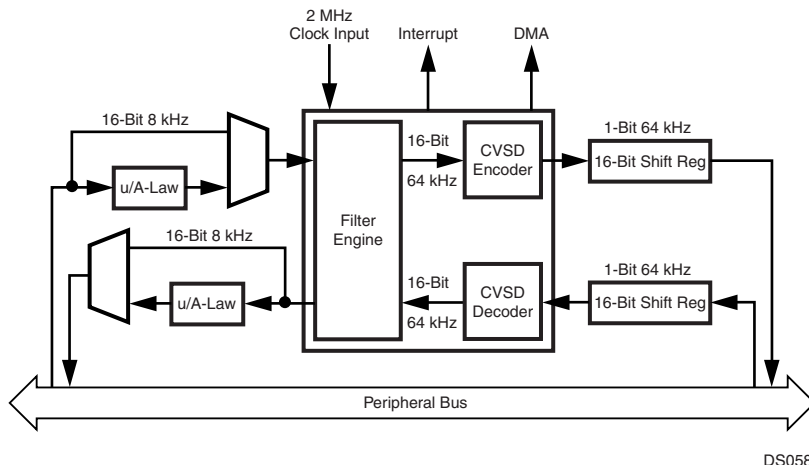 2 MHz
Clock Input
Interrupt
DMA
16-Bit 8 kHz
u/A-Law
Filter
Engine
16-Bit
64 kHz
CVSD
Encoder
1-Bit 64 kHz
16-Bit Shift Reg
16-Bit 8 kHz
u/A-Law
16-Bit
64 kHz
CVSD
Decoder
1-Bit 64 kHz
16-Bit Shift Reg
Peripheral Bus
DS058